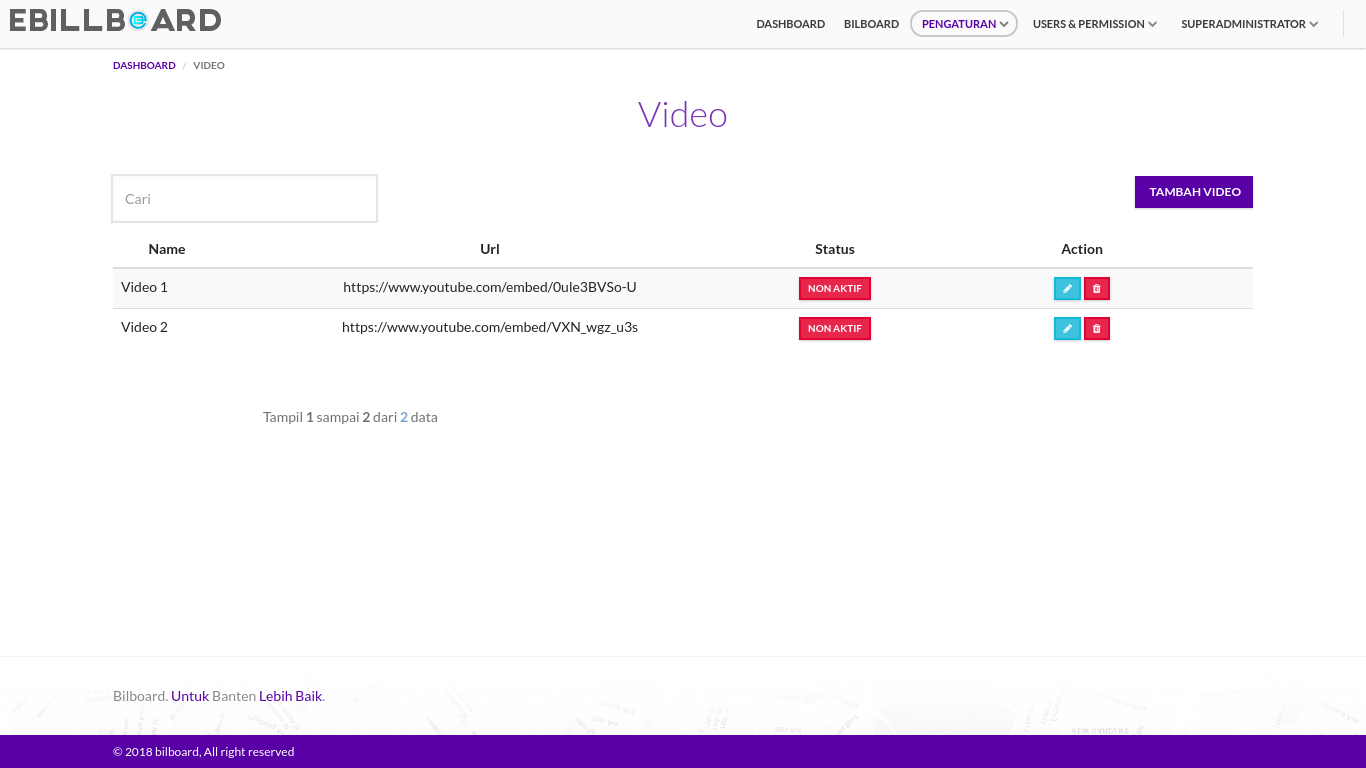 EBILLBOARD
DASHBOARD BILBOARD PENGATURAN USERS & PERMISSION SUPERADMINISTRATOR
DASHBOARD / VIDEO
Video
Cari
TAMBAH VIDEO
Name Url Status Action
Video 1 https://www.youtube.com/embed/0ule3BVSo-U NON AKTIF
Video 2 https://www.youtube.com/embed/VXN_wgz_u3s NON AKTIF
Tampil 1 sampai 2 dari 2 data
Bilboard. Untuk Banten Lebih Baik.
© 2018 bilboard, All right reserved